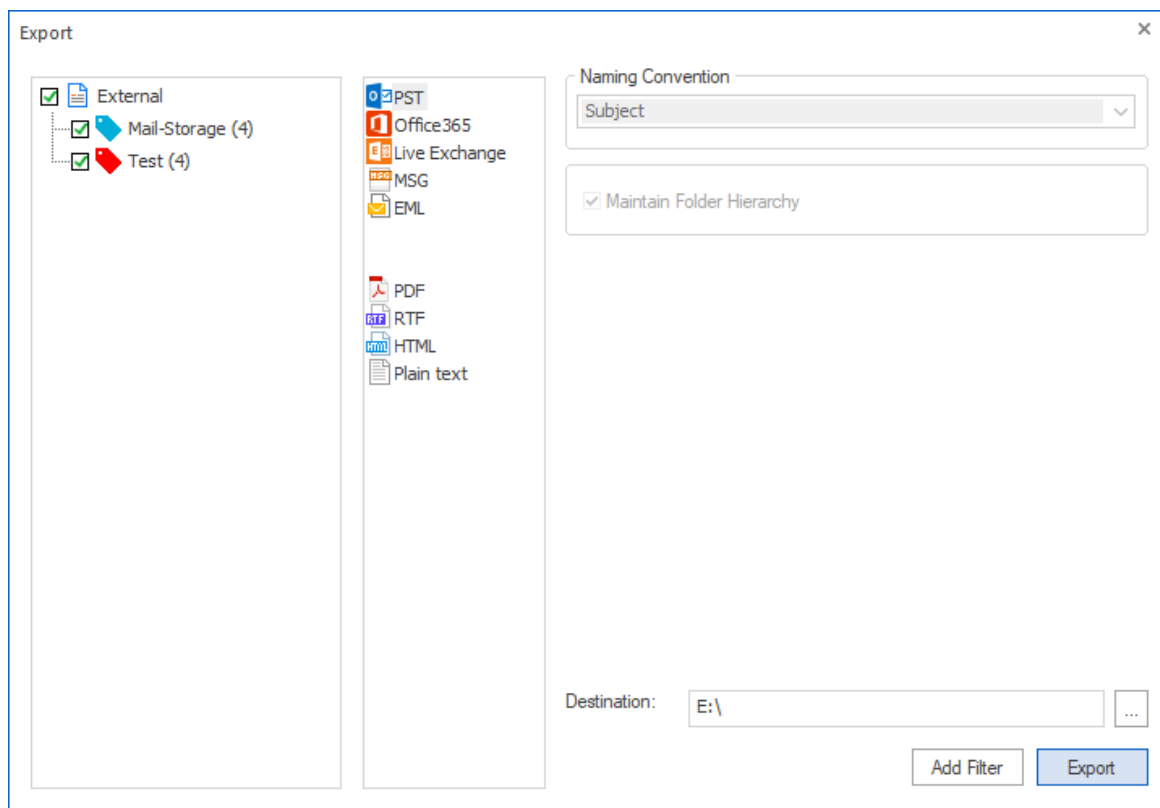 Export
External
Mail-Storage (4)
Test (4)
PST
Office365
Live Exchange
MSG
EML
PDF
RTF
HTML
Plain text
Naming Convention
Subject
Maintain Folder Hierarchy
Destination:
E:\
...
Add Filter
Export